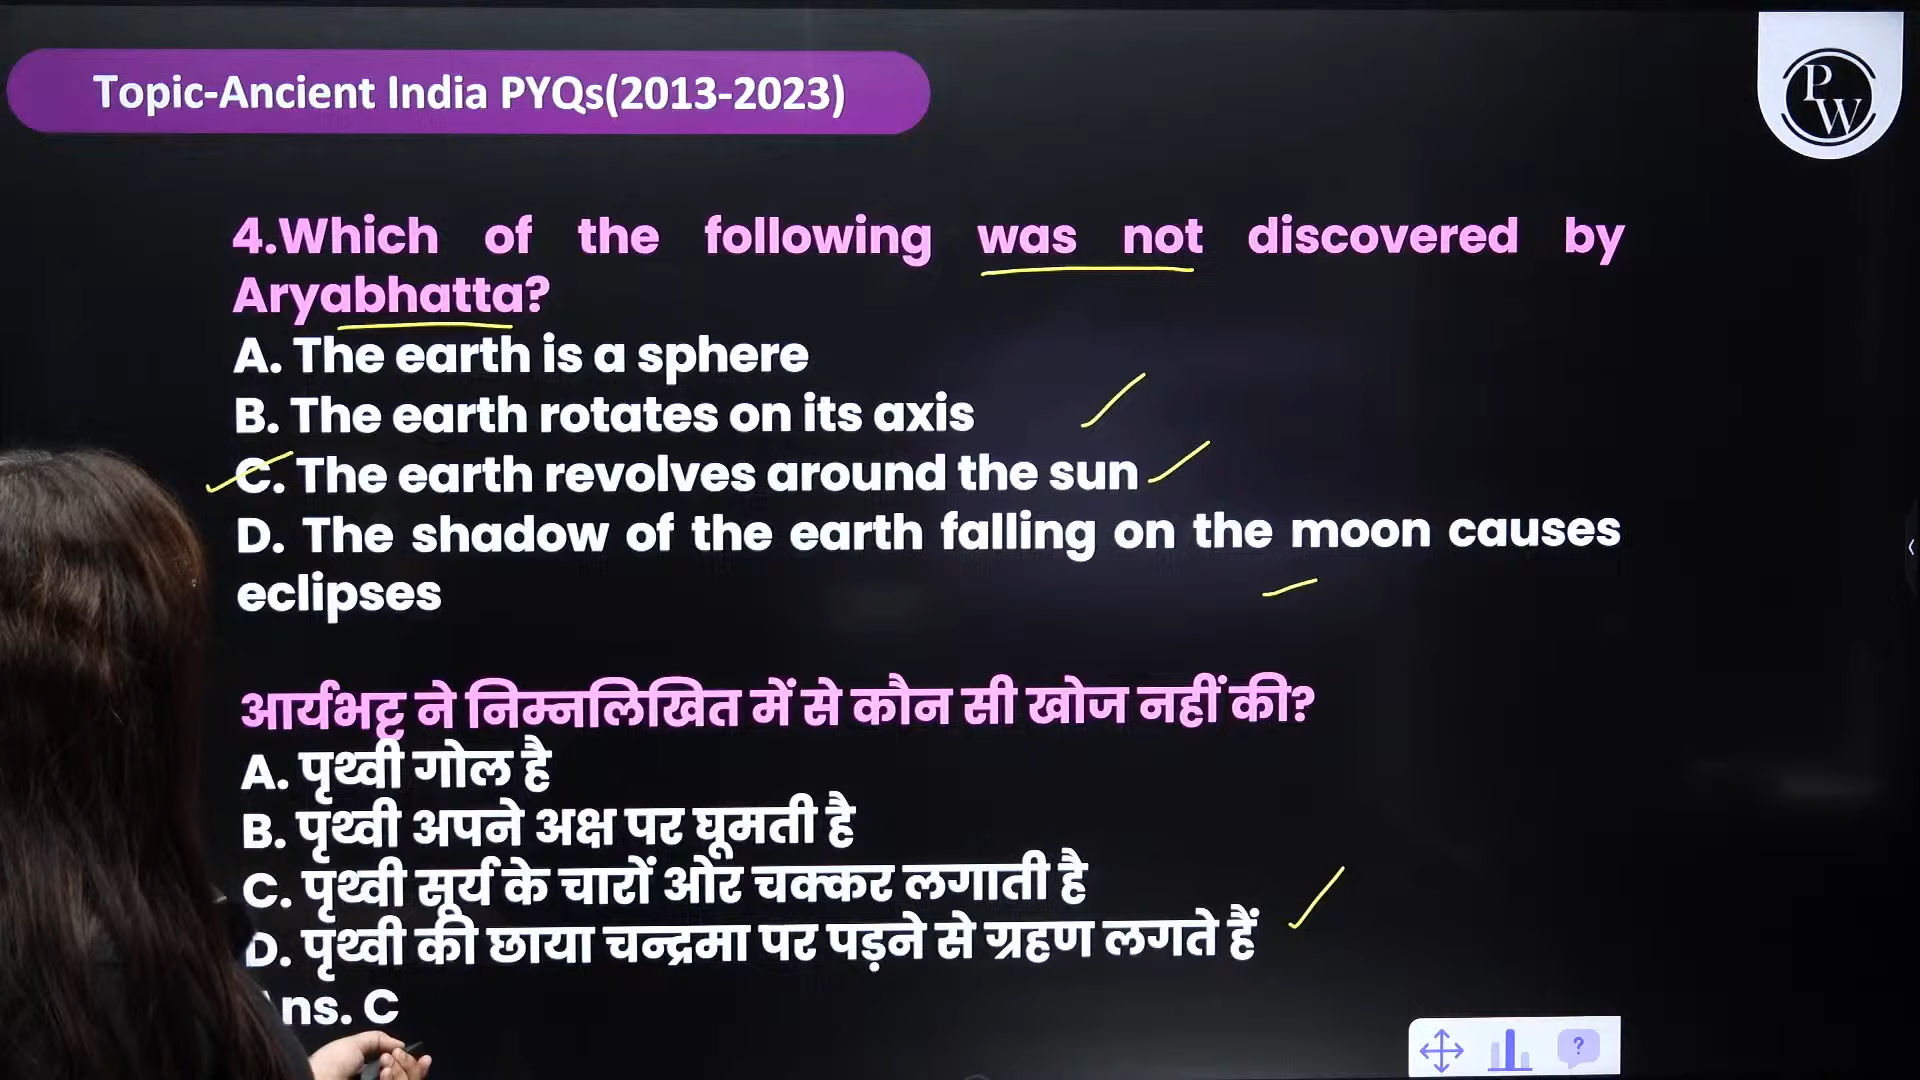 Topic-Ancient India PYQs(2013-2023)
P
W
4.Which of the following was not discovered by
Aryabhatta?
A. The earth is a sphere
B. The earth rotates on its axis
C. The earth revolves around the sun
D. The shadow of the earth falling on the moon causes
eclipses
आर्यभट्ट ने निम्नलिखित में से कौन सी खोज नहीं की?
A. पृथ्वी गोल है
B. पृथ्वी अपने अक्ष पर घूमती है
C. पृथ्वी सूर्य के चारों ओर चक्कर लगाती है
D. पृथ्वी की छाया चन्द्रमा पर पड़ने से ग्रहण लगते हैं
ns. C
?